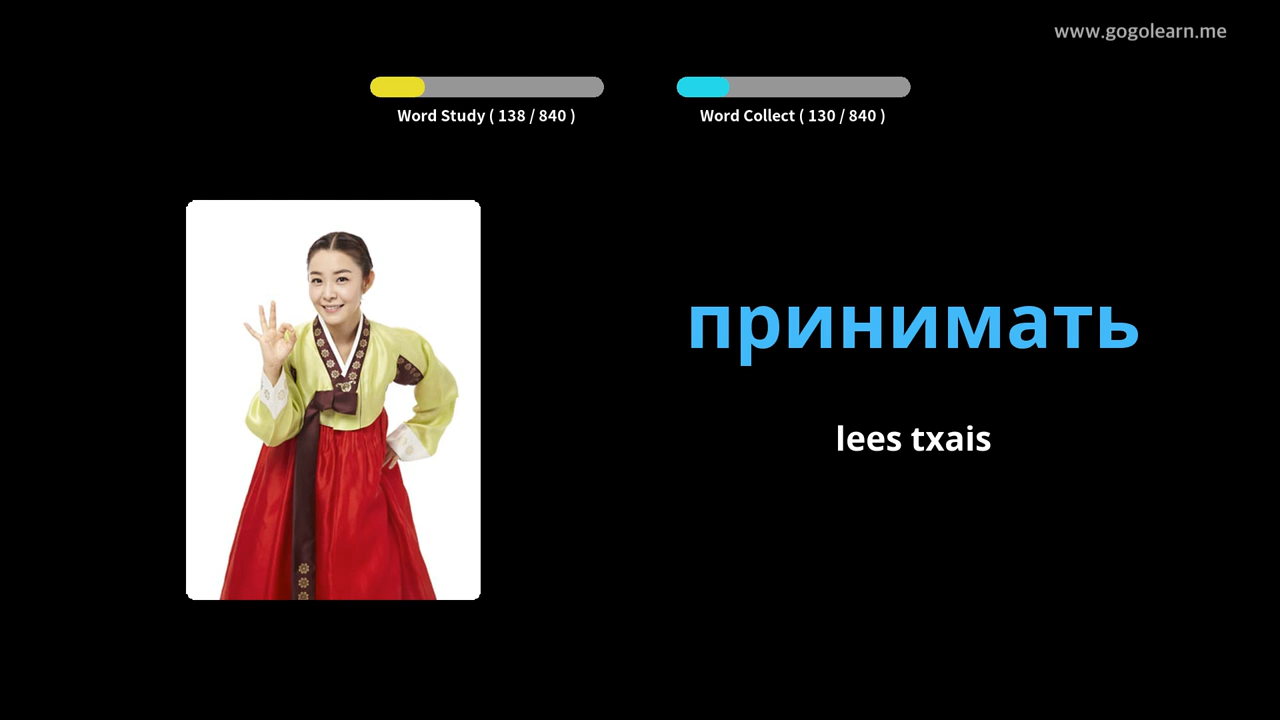 www.gogolearn.me
Word Study ( 138 / 840 )
Word Collect ( 130 / 840 )
принимать
lees txais